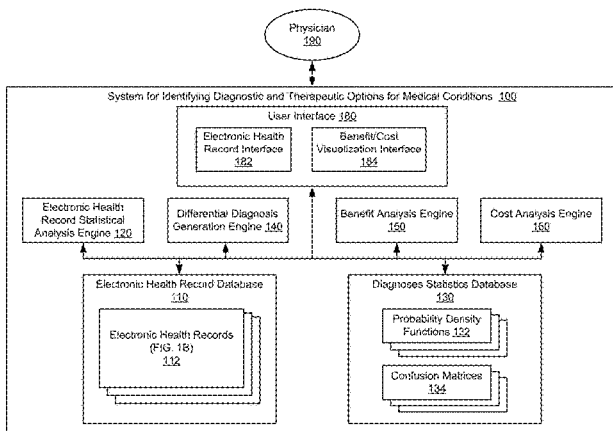 Physician
190
System for Identifying Diagnostic and Therapeutic Options for Medical Conditions 100
User Interface 180
Electronic Health
Record Interface
182
Benefit/Cost
Visualization Interface
184
Electronic Health
Record Statistical
Analysis Engine 120
Differential Diagnosis
Generation Engine 140
Benefit Analysis Engine
150
Cost Analysis Engine
160
Electronic Health Record Database
110
Electronic Health Records
(FIG. 1B)
112
Diagnoses Statistics Database
130
Probability Density
Functions 132
Confusion Matrices
134